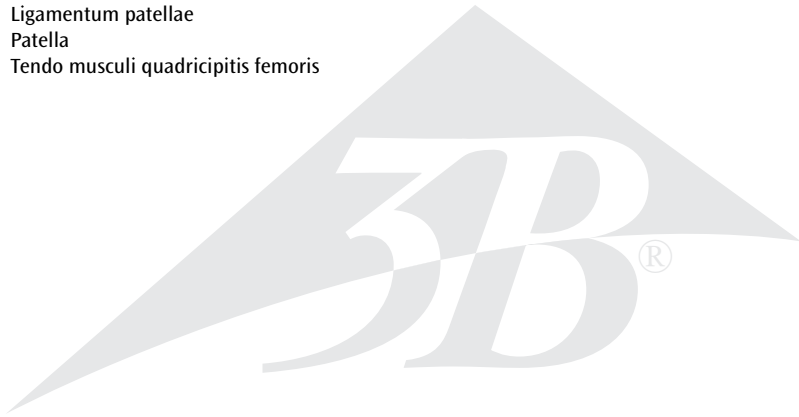 Ligamentum patellae
Patella
Tendo musculi quadricipitis femoris
3B®